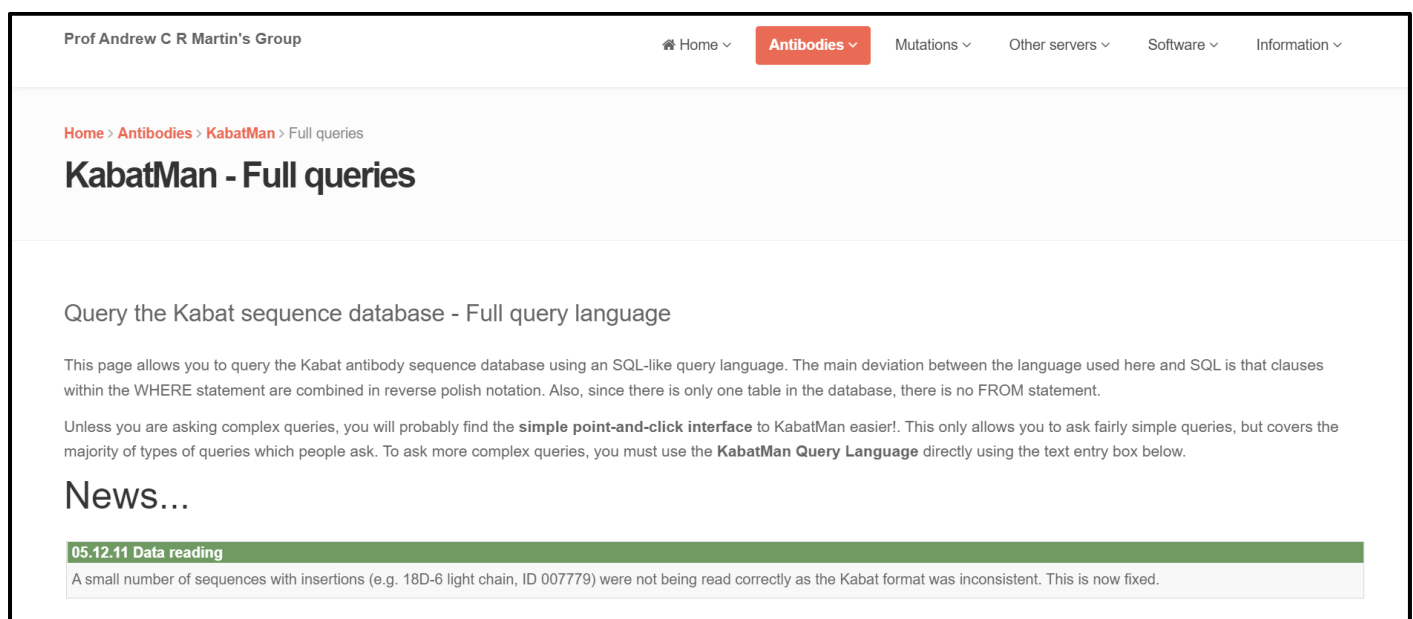 Prof Andrew C R Martin's Group
Home Antibodies Mutations Other servers Software Information
Home > Antibodies > KabatMan > Full queries
KabatMan - Full queries
Query the Kabat sequence database - Full query language
This page allows you to query the Kabat antibody sequence database using an SQL-like query language. The main deviation between the language used here and SQL is that clauses
within the WHERE statement are combined in reverse polish notation. Also, since there is only one table in the database, there is no FROM statement.
Unless you are asking complex queries, you will probably find the simple point-and-click interface to KabatMan easier!. This only allows you to ask fairly simple queries, but covers the
majority of types of queries which people ask. To ask more complex queries, you must use the KabatMan Query Language directly using the text entry box below.
News...
05.12.11 Data reading
A small number of sequences with insertions (e.g. 18D-6 light chain, ID 007779) were not being read correctly as the Kabat format was inconsistent. This is now fixed.